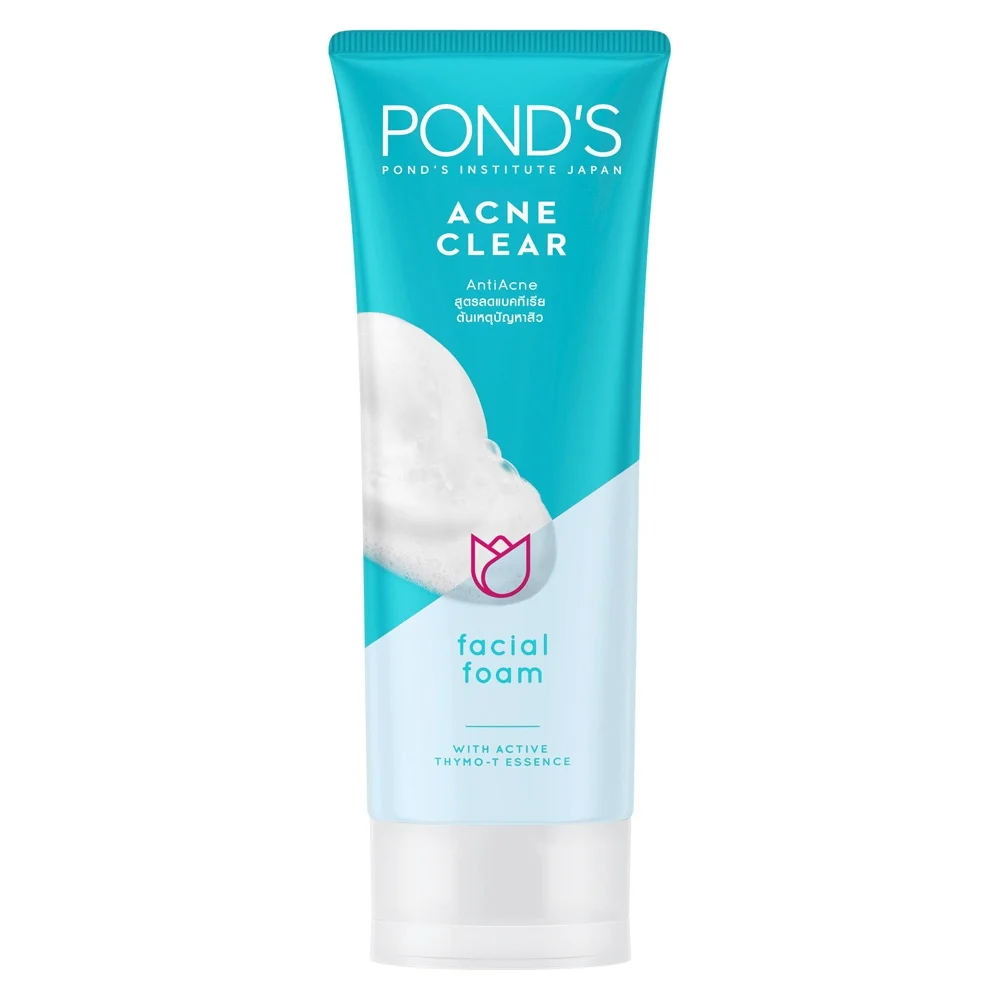 POND'S
POND'S INSTITUTE JAPAN
ACNE
CLEAR
AntiAcne
สูตรลดแบคทีเรีย
ต้นเหตุปัญหาสิว
facial
foam
WITH ACTIVE
THYMO-T ESSENCE